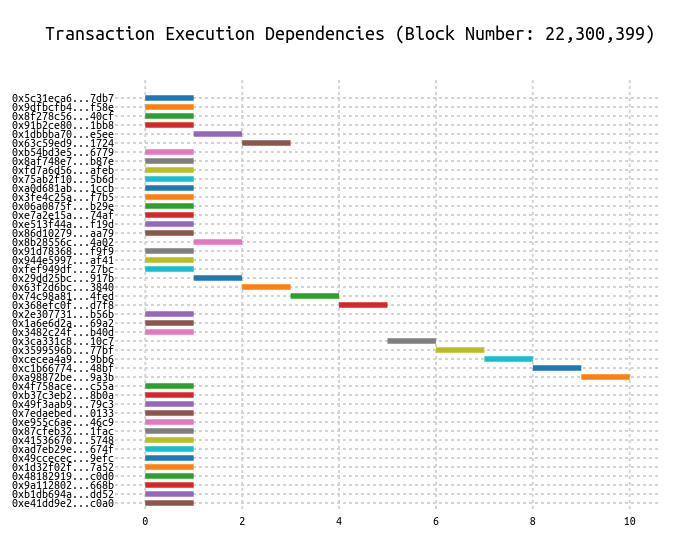 Transaction Execution Dependencies (Block Number: 22,300,399)
0x5c31eca6...7db7
0x9dfbcfb4...f58e
0x8f278c56...40cf
0x91b2ce80...1bb8
0x1dbbba70...e5ee
0x63c59ed9...1724
0xb54bd3e5...6779
0x8af748e7...b87e
0xfd7a6d56...afeb
0x75ab2f10...5b6d
0xa0d681ab...1ccb
0x3fe4c25a...f7b5
0x06a0875f...b29e
0xe7a2e15a...74af
0xe513f44a...f19d
0x86d10279...aa79
0x8b28556c...4a02
0x91d78368...f9f9
0x944e5997...af41
0xfef949df...27bc
0x29dd25bc...917b
0x63f2d6bc...3840
0x74c98a81...4fed
0x368efc0f...d7f8
0x2e307731...b56b
0x1a6e6d2a...69a2
0x3482c24f...b40d
0x3ca331c8...10c7
0x3599596b...77bf
0xcecea4a9...9bb6
0xc1b66774...48bf
0xa98872be...9a3b
0x4f758ace...c55a
0xb37c3eb2...8b0a
0x49f3aab9...79c3
0x7edaebed...0133
0xe955c6ae...46c9
0x87cfeb32...1fac
0x41536670...5748
0xad7eb29e...674f
0x49ccecec...9efc
0x1d32f02f...7a52
0x48182919...c0d0
0x9a112802...668b
0xb1db694a...dd52
0xe41dd9e2...c0a0
0 2 4 6 8 10